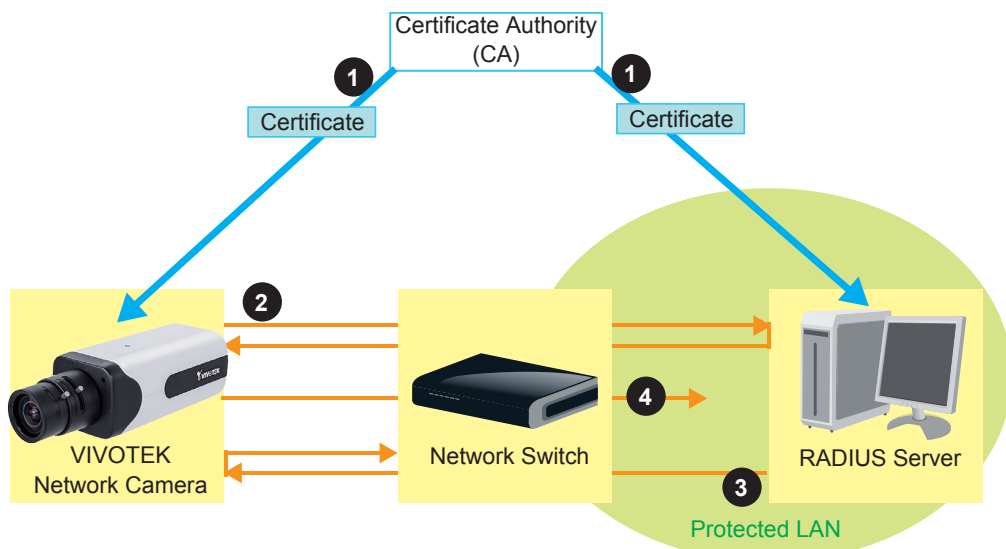 Certificate Authority
(CA)
1
1
Certificate
Certificate
2
VIVOTEK
4
VIVOTEK
Network Camera
Network Switch
RADIUS Server
3
Protected LAN